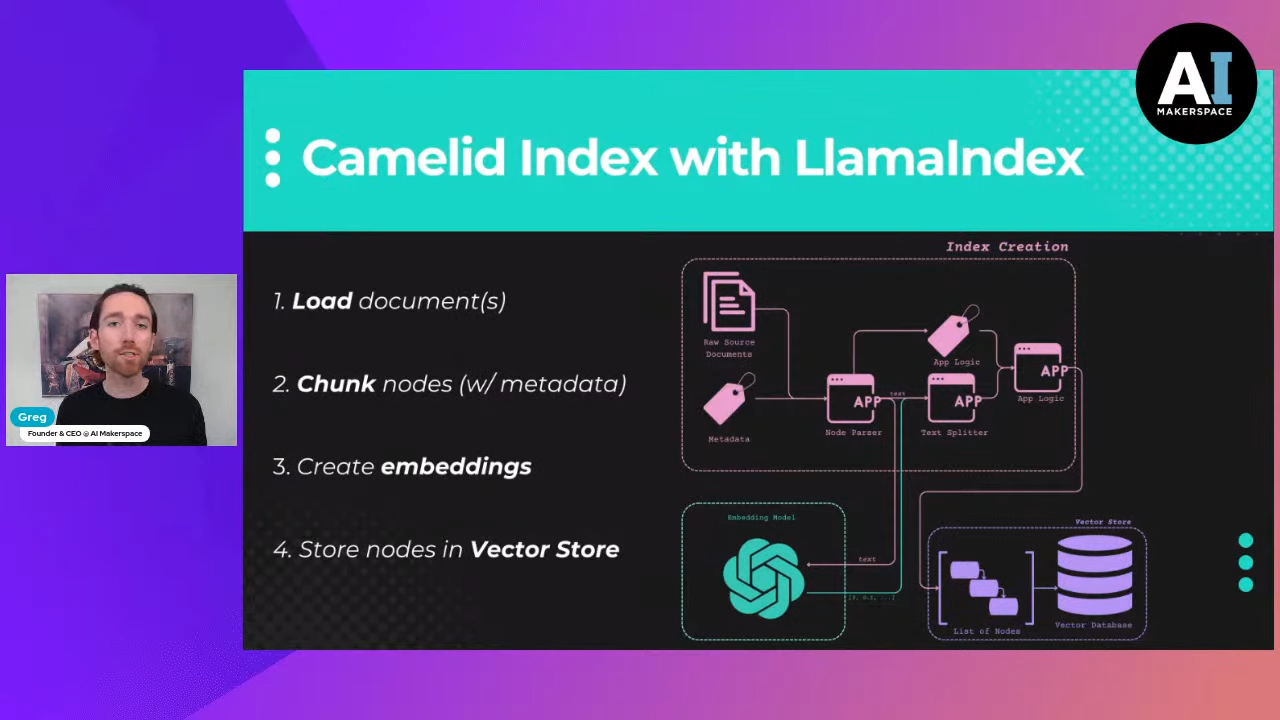 AI
MAKERSPACE
Camelid Index with LlamaIndex
1. Load document(s)
2. Chunk nodes (w/ metadata)
3. Create embeddings
4. Store nodes in Vector Store
Index Creation
Raw Source
Documents
Metadata
APP
Node Parser
text
App Logic
APP
Text Splitter
APP
App Logic
Embedding Model
text
Vector Store
List of Nodes
Vector Database
Greg
Founder & CEO @ AI Makerspace